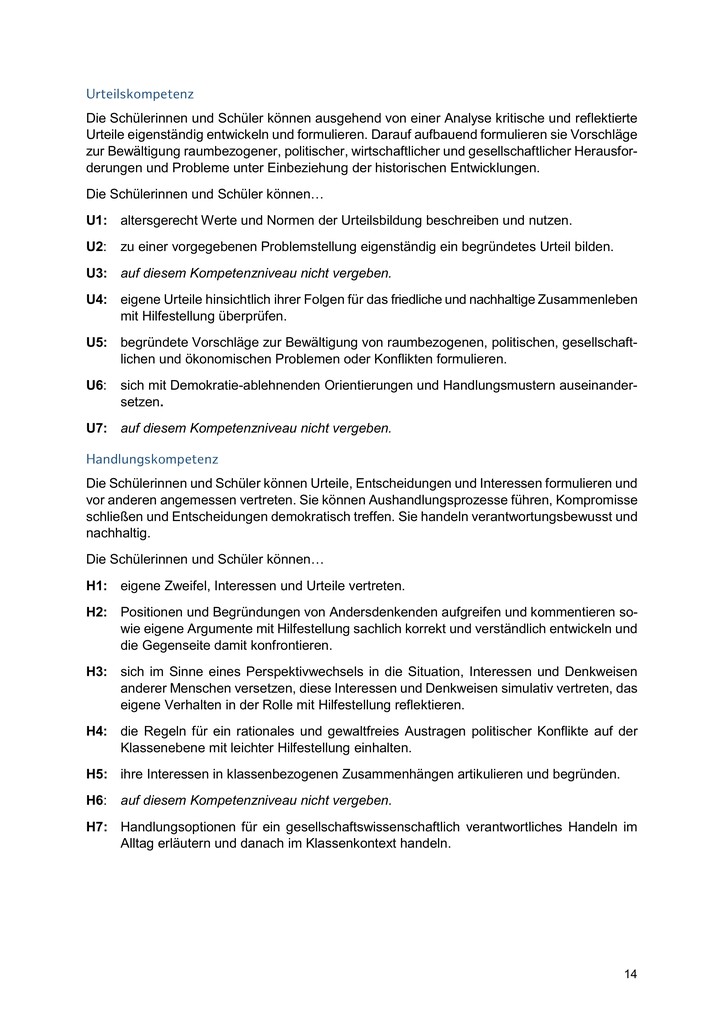 Urteilskompetenz
Die Schülerinnen und Schüler können ausgehend von einer Analyse kritische und reflektierte
Urteile eigenständig entwickeln und formulieren. Darauf aufbauend formulieren sie Vorschläge
zur Bewältigung raumbezogener, politischer, wirtschaftlicher und gesellschaftlicher Herausfor-
derungen und Probleme unter Einbeziehung der historischen Entwicklungen.
Die Schülerinnen und Schüler können…
U1: altersgerecht Werte und Normen der Urteilsbildung beschreiben und nutzen.
U2: zu einer vorgegebenen Problemstellung eigenständig ein begründetes Urteil bilden.
U3: auf diesem Kompetenzniveau nicht vergeben.
U4: eigene Urteile hinsichtlich ihrer Folgen für das friedliche und nachhaltige Zusammenleben
mit Hilfestellung überprüfen.
U5: begründete Vorschläge zur Bewältigung von raumbezogenen, politischen, gesellschaft-
lichen und ökonomischen Problemen oder Konflikten formulieren.
U6: sich mit Demokratie-ablehnenden Orientierungen und Handlungsmustern auseinander-
setzen.
U7: auf diesem Kompetenzniveau nicht vergeben.
Handlungskompetenz
Die Schülerinnen und Schüler können Urteile, Entscheidungen und Interessen formulieren und
vor anderen angemessen vertreten. Sie können Aushandlungsprozesse führen, Kompromisse
schließen und Entscheidungen demokratisch treffen. Sie handeln verantwortungsbewusst und
nachhaltig.
Die Schülerinnen und Schüler können…
H1: eigene Zweifel, Interessen und Urteile vertreten.
H2: Positionen und Begründungen von Andersdenkenden aufgreifen und kommentieren so-
wie eigene Argumente mit Hilfestellung sachlich korrekt und verständlich entwickeln und
die Gegenseite damit konfrontieren.
H3: sich im Sinne eines Perspektivwechsels in die Situation, Interessen und Denkweisen
anderer Menschen versetzen, diese Interessen und Denkweisen simulativ vertreten, das
eigene Verhalten in der Rolle mit Hilfestellung reflektieren.
H4: die Regeln für ein rationales und gewaltfreies Austragen politischer Konflikte auf der
Klassenebene mit leichter Hilfestellung einhalten.
H5: ihre Interessen in klassenbezogenen Zusammenhängen artikulieren und begründen.
H6: auf diesem Kompetenzniveau nicht vergeben.
H7: Handlungsoptionen für ein gesellschaftswissenschaftlich verantwortliches Handeln im
Alltag erläutern und danach im Klassenkontext handeln.
14